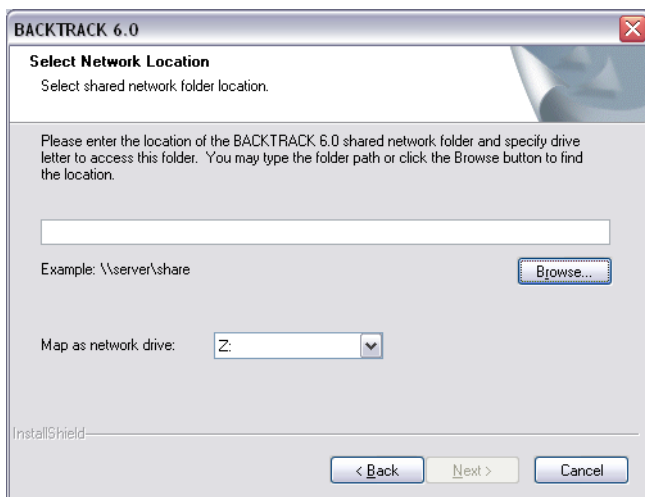 BACKTRACK 6.0
Select Network Location
Select shared network folder location.
Please enter the location of the BACKTRACK 6.0 shared network folder and specify drive
letter to access this folder. You may type the folder path or click the Browse button to find
the location.
Example: \\server\share
Browse...
Map as network drive:
Z:
InstallShield
< Back
Next >
Cancel